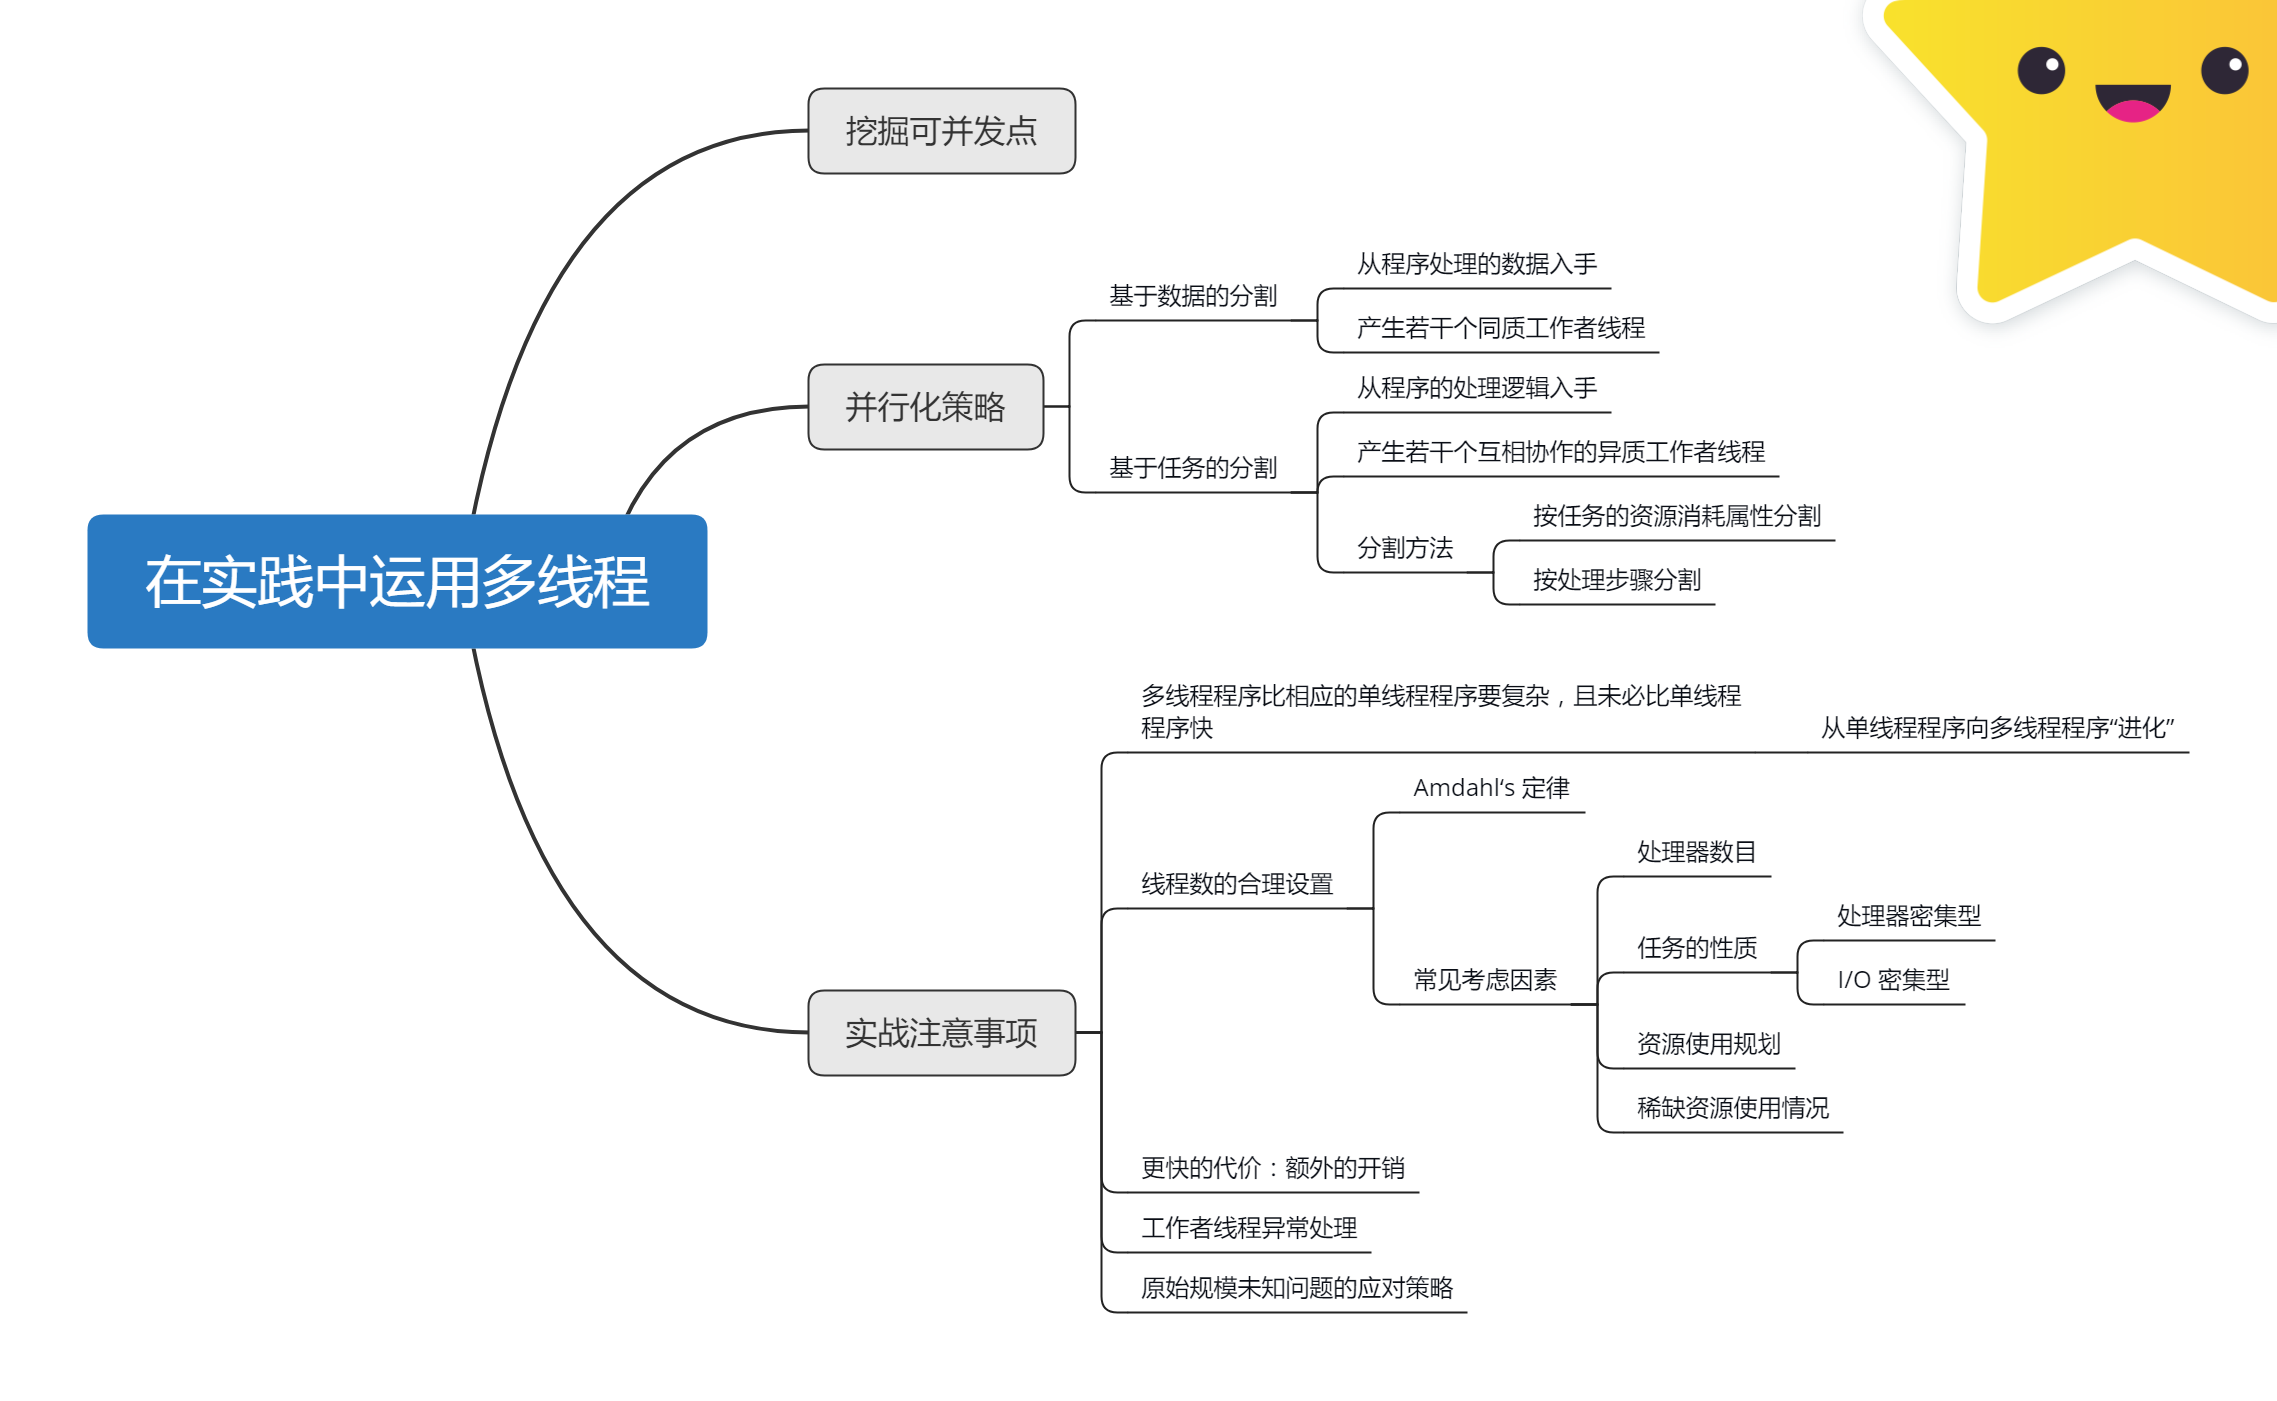 挖掘可并发点
从程序处理的数据入手
基于数据的分割
产生若干个同质工作者线程
从程序的处理逻辑入手
并行化策略
产生若干个互相协作的异质工作者线程
基于任务的分割
按任务的资源消耗属性分割
分割方法
按处理步骤分割
在实践中运用多线程
多线程程序比相应的单线程程序要复杂，且未必比单线程
程序快
从单线程程序向多线程程序“进化”
Amdahl‘s 定律
处理器数目
线程数的合理设置
处理器密集型
任务的性质
常见考虑因素
I/O 密集型
实战注意事项
资源使用规划
稀缺资源使用情况
更快的代价：额外的开销
工作者线程异常处理
原始规模未知问题的应对策略